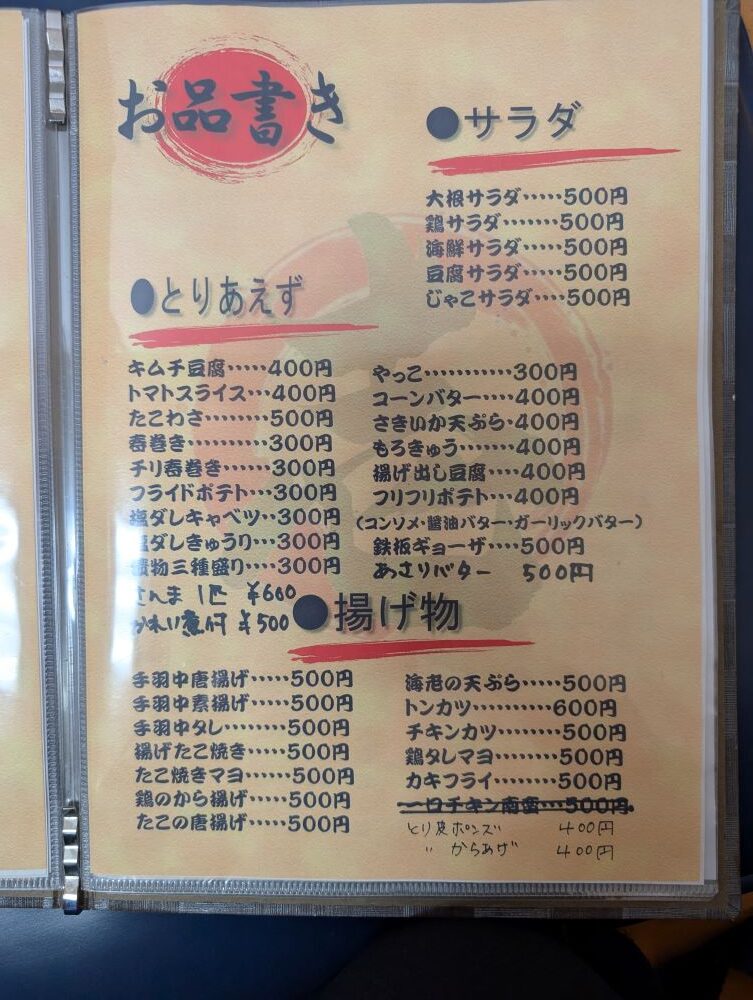 お品書き
●サラダ
大根サラダ・・・・・500円
鶏サラダ・・・・・・・500円
海鮮サラダ・・・・・500円
豆腐サラダ・・・・・500円
じゃこサラダ・・・・500円
●とりあえず
キムチ豆腐・・・・・400円
トマトスライス・・・400円
たこわさ・・・・・・・・500円
春巻き・・・・・・・・・・300円
チリ春巻き・・・・・・300円
フライドポテト・・・300円
塩ダレキャベツ・・300円
塩ダレきゅうり・・・300円
漬物三種盛り・・・・300円
さんま 1匹 ¥600
かれい煮付 ¥500
やっこ・・・・・・・・・・・300円
コーンバター・・・・400円
さきいか天ぷら・400円
もろきゅう・・・・・・・400円
揚げ出し豆腐・・・・400円
フリフリポテト・・・400円
(コンソメ・醤油バター・ガーリックバター)
鉄板ギョーザ・・・・500円
あさりバター 500円
●揚げ物
手羽中唐揚げ・・・・・500円
手羽中素揚げ・・・・・500円
手羽中タレ・・・・・・・・500円
揚げたこ焼き・・・・・・500円
たこ焼きマヨ・・・・・・500円
鶏のから揚げ・・・・・500円
たこの唐揚げ・・・・・500円
海老の天ぷら・・・・・500円
トンカツ・・・・・・・・・・600円
チキンカツ・・・・・・・・500円
鶏タレマヨ・・・・・・・・500円
カキフライ・・・・・・・・500円
一口チキン南蛮・・・500円
とり皮ポンズ 400円
〃 からあげ 400円